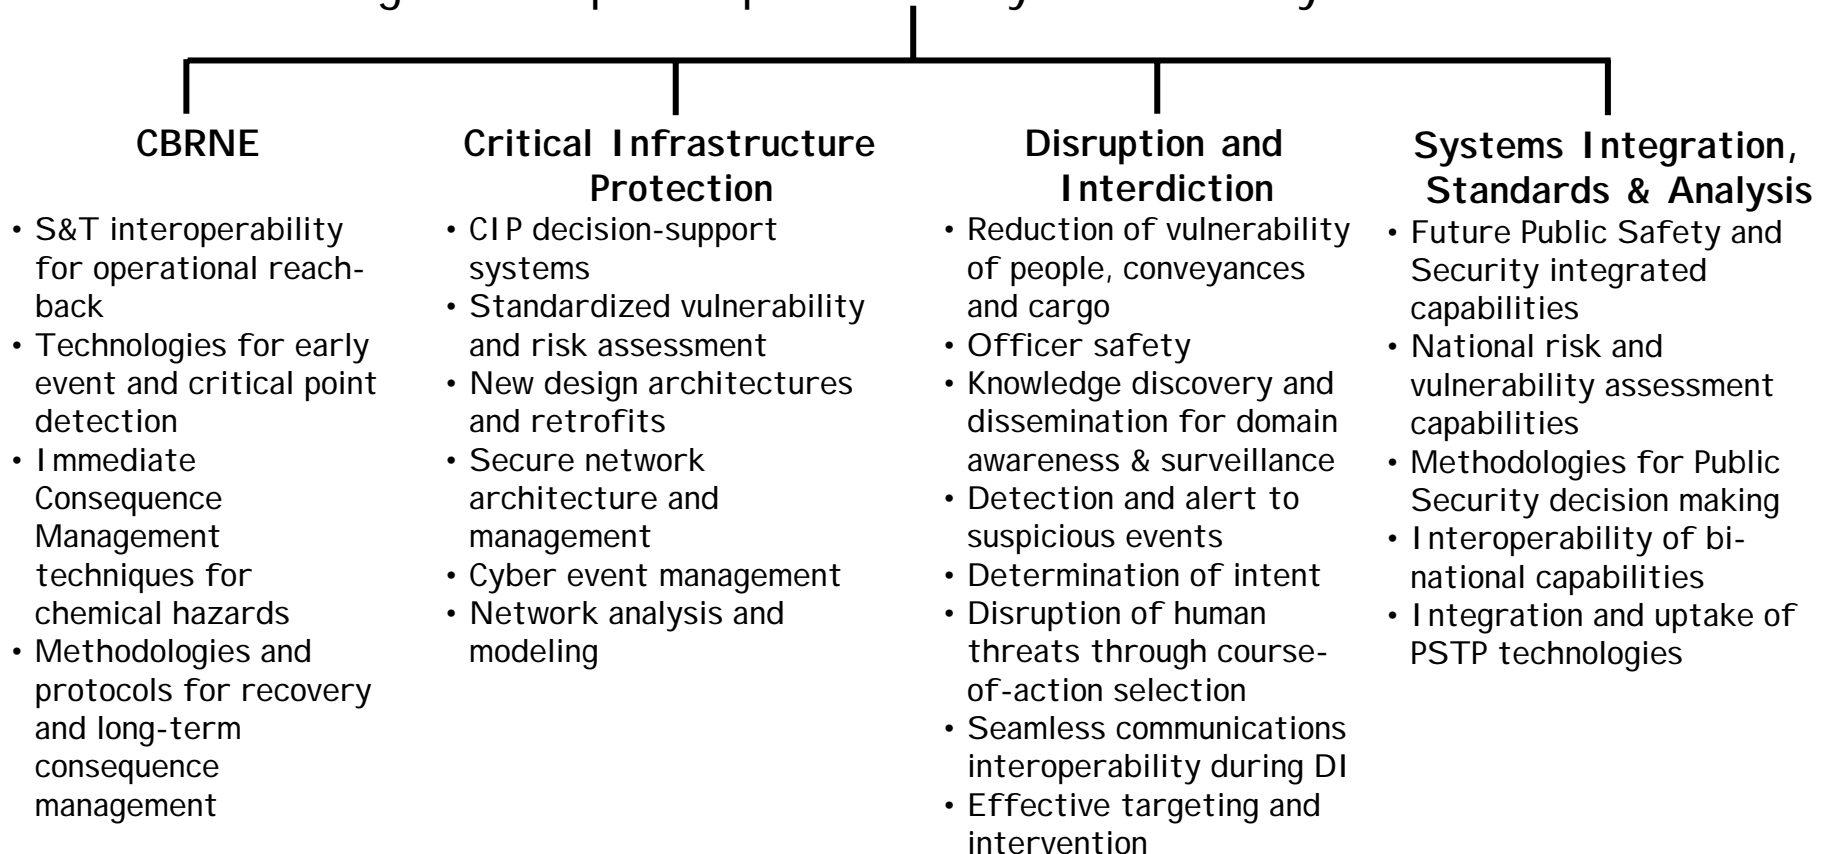 CBRNE
• S&T interoperability
for operational reach-
back
• Technologies for early
event and critical point
detection
• Immediate
Consequence
Management
techniques for
chemical hazards
• Methodologies and
protocols for recovery
and long-term
consequence
management
Critical Infrastructure
Protection
• CIP decision-support
systems
• Standardized vulnerability
and risk assessment
• New design architectures
and retrofits
• Secure network
architecture and
management
• Cyber event management
• Network analysis and
modeling
Disruption and
Interdiction
• Reduction of vulnerability
of people, conveyances
and cargo
• Officer safety
• Knowledge discovery and
dissemination for domain
awareness & surveillance
• Detection and alert to
suspicious events
• Determination of intent
• Disruption of human
threats through course-
of-action selection
• Seamless communications
interoperability during DI
• Effective targeting and
intervention
Systems Integration,
Standards & Analysis
• Future Public Safety and
Security integrated
capabilities
• National risk and
vulnerability assessment
capabilities
• Methodologies for Public
Security decision making
• Interoperability of bi-
national capabilities
• Integration and uptake of
PSTP technologies